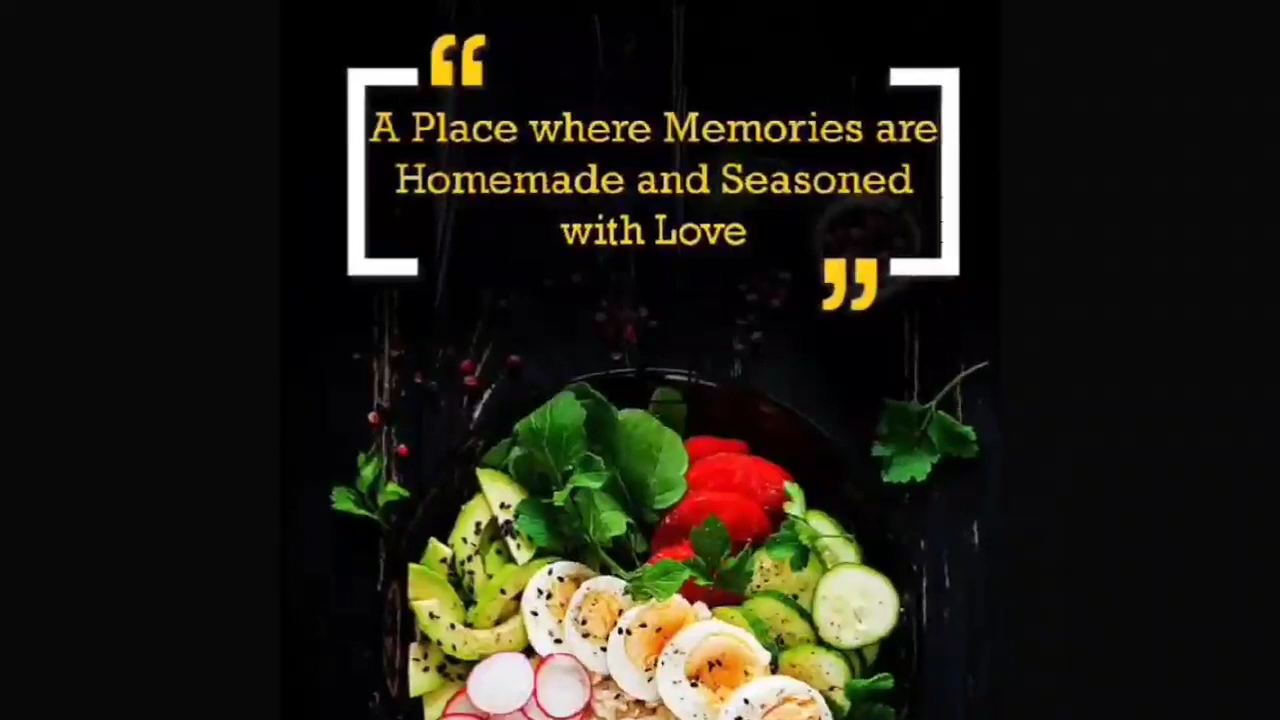 “
A Place where Memories are
Homemade and Seasoned
with Love
”